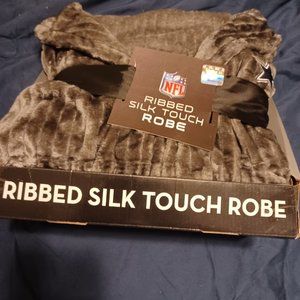 NFL
RIBBED
SILK TOUCH
ROBE
RIBBED SILK TOUCH ROBE